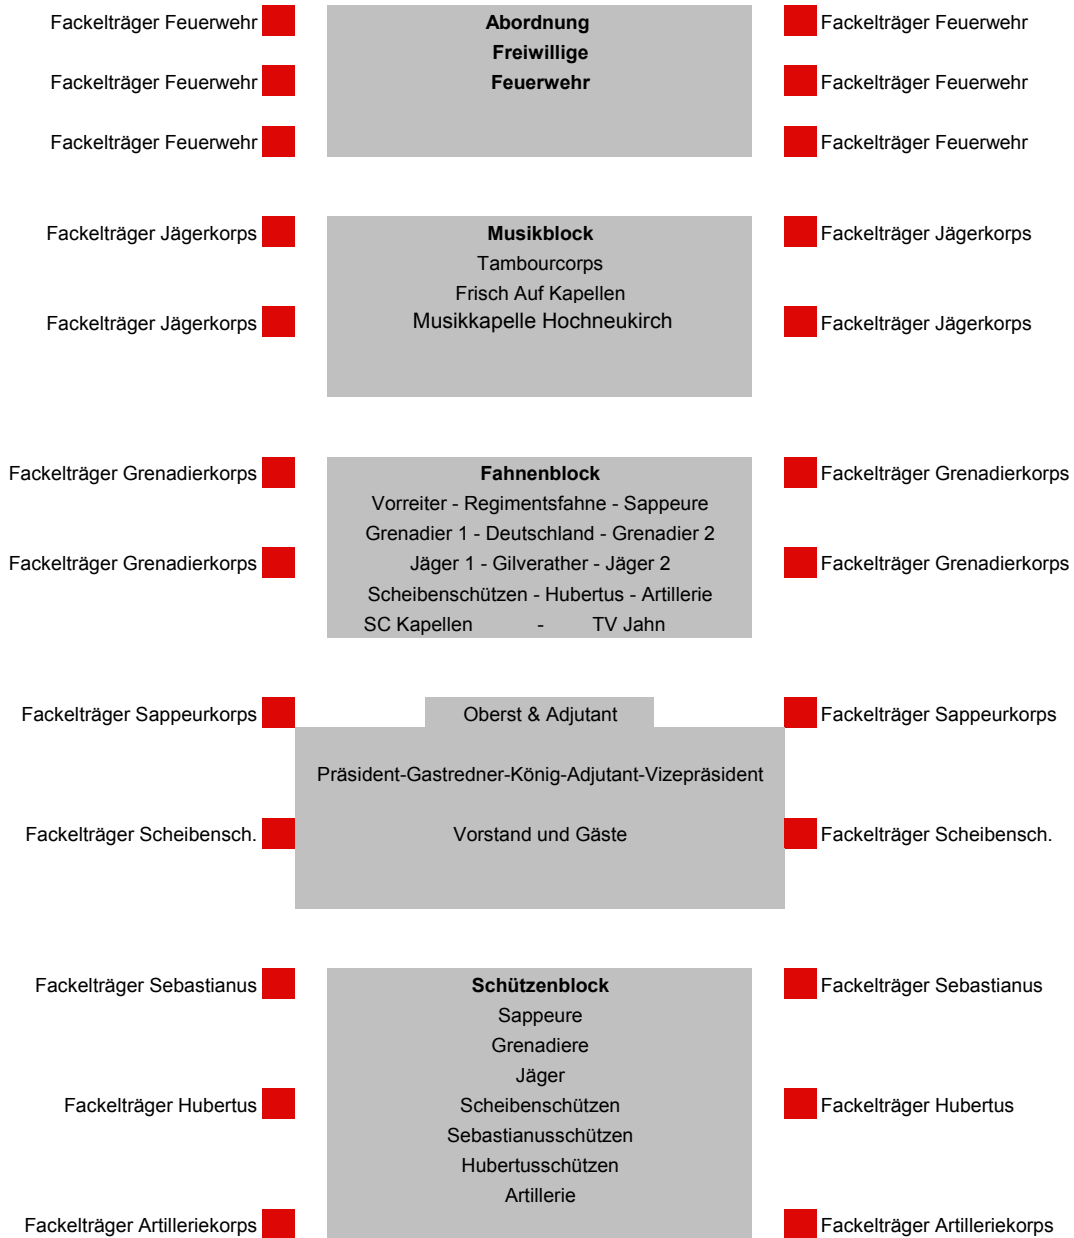 Fackelträger Feuerwehr Abordnung Fackelträger Feuerwehr
Freiwillige
Fackelträger Feuerwehr Feuerwehr Fackelträger Feuerwehr
Fackelträger Feuerwehr Fackelträger Feuerwehr
Fackelträger Jägerkorps Musikblock Fackelträger Jägerkorps
Tambourcorps
Frisch Auf Kapellen
Fackelträger Jägerkorps Musikkapelle Hochneukirch Fackelträger Jägerkorps
Fackelträger Grenadierkorps Fahnenblock Fackelträger Grenadierkorps
Vorreiter - Regimentsfahne - Sappeure
Grenadier 1 - Deutschland - Grenadier 2
Fackelträger Grenadierkorps Jäger 1 - Gilverather - Jäger 2 Fackelträger Grenadierkorps
Scheibenschützen - Hubertus - Artillerie
SC Kapellen - TV Jahn
Fackelträger Sappeurkorps Oberst & Adjutant Fackelträger Sappeurkorps
Präsident-Gastredner-König-Adjutant-Vizepräsident
Fackelträger Scheibensch. Vorstand und Gäste Fackelträger Scheibensch.
Fackelträger Sebastianus Schützenblock Fackelträger Sebastianus
Sappeure
Grenadiere
Jäger
Fackelträger Hubertus Scheibenschützen Fackelträger Hubertus
Sebastianusschützen
Hubertusschützen
Artillerie
Fackelträger Artilleriekorps Fackelträger Artilleriekorps